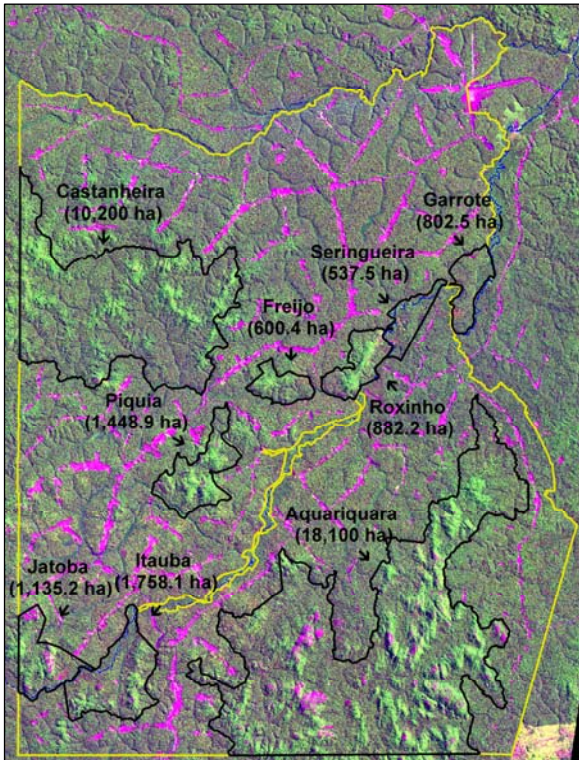 Castanheira
(10,200 ha)
Garrote
(802.5 ha)
Seringueira
(537.5 ha)
Freijo
(600.4 ha)
Piquia
(1,448.9 ha)
Roxinho
(882.2 ha)
Aquariquara
(18,100 ha)
Jatoba
(1,135.2 ha)
Itauba
(1,758.1 ha)